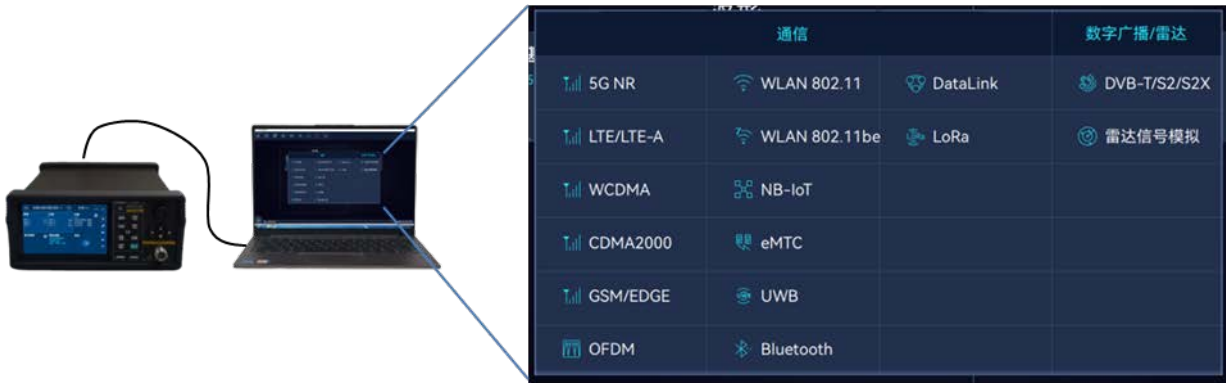 通信 数字广播/雷达
5G NR WLAN 802.11 DataLink DVB-T/S2/S2X
LTE/LTE-A WLAN 802.11be LoRa 雷达信号模拟
WCDMA NB-IoT
CDMA2000 eMTC
GSM/EDGE UWB
OFDM Bluetooth